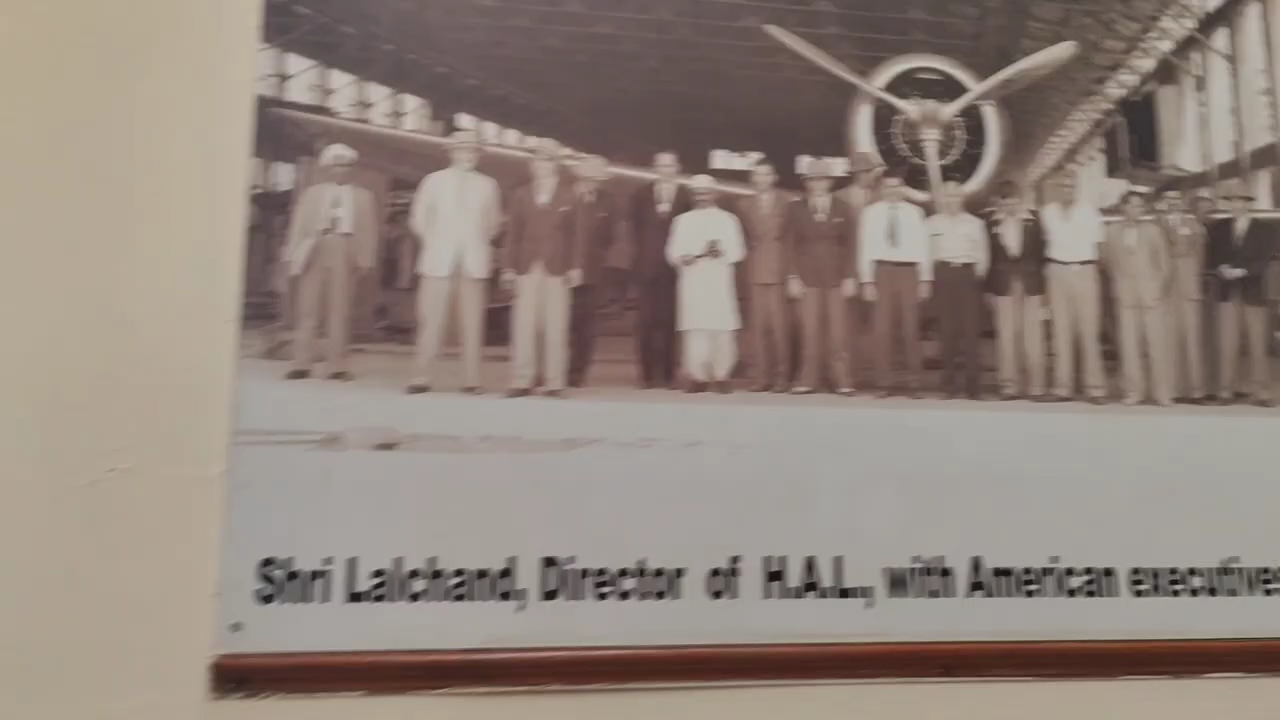 Shri Lalchand, Director of H.A.L., with American executives